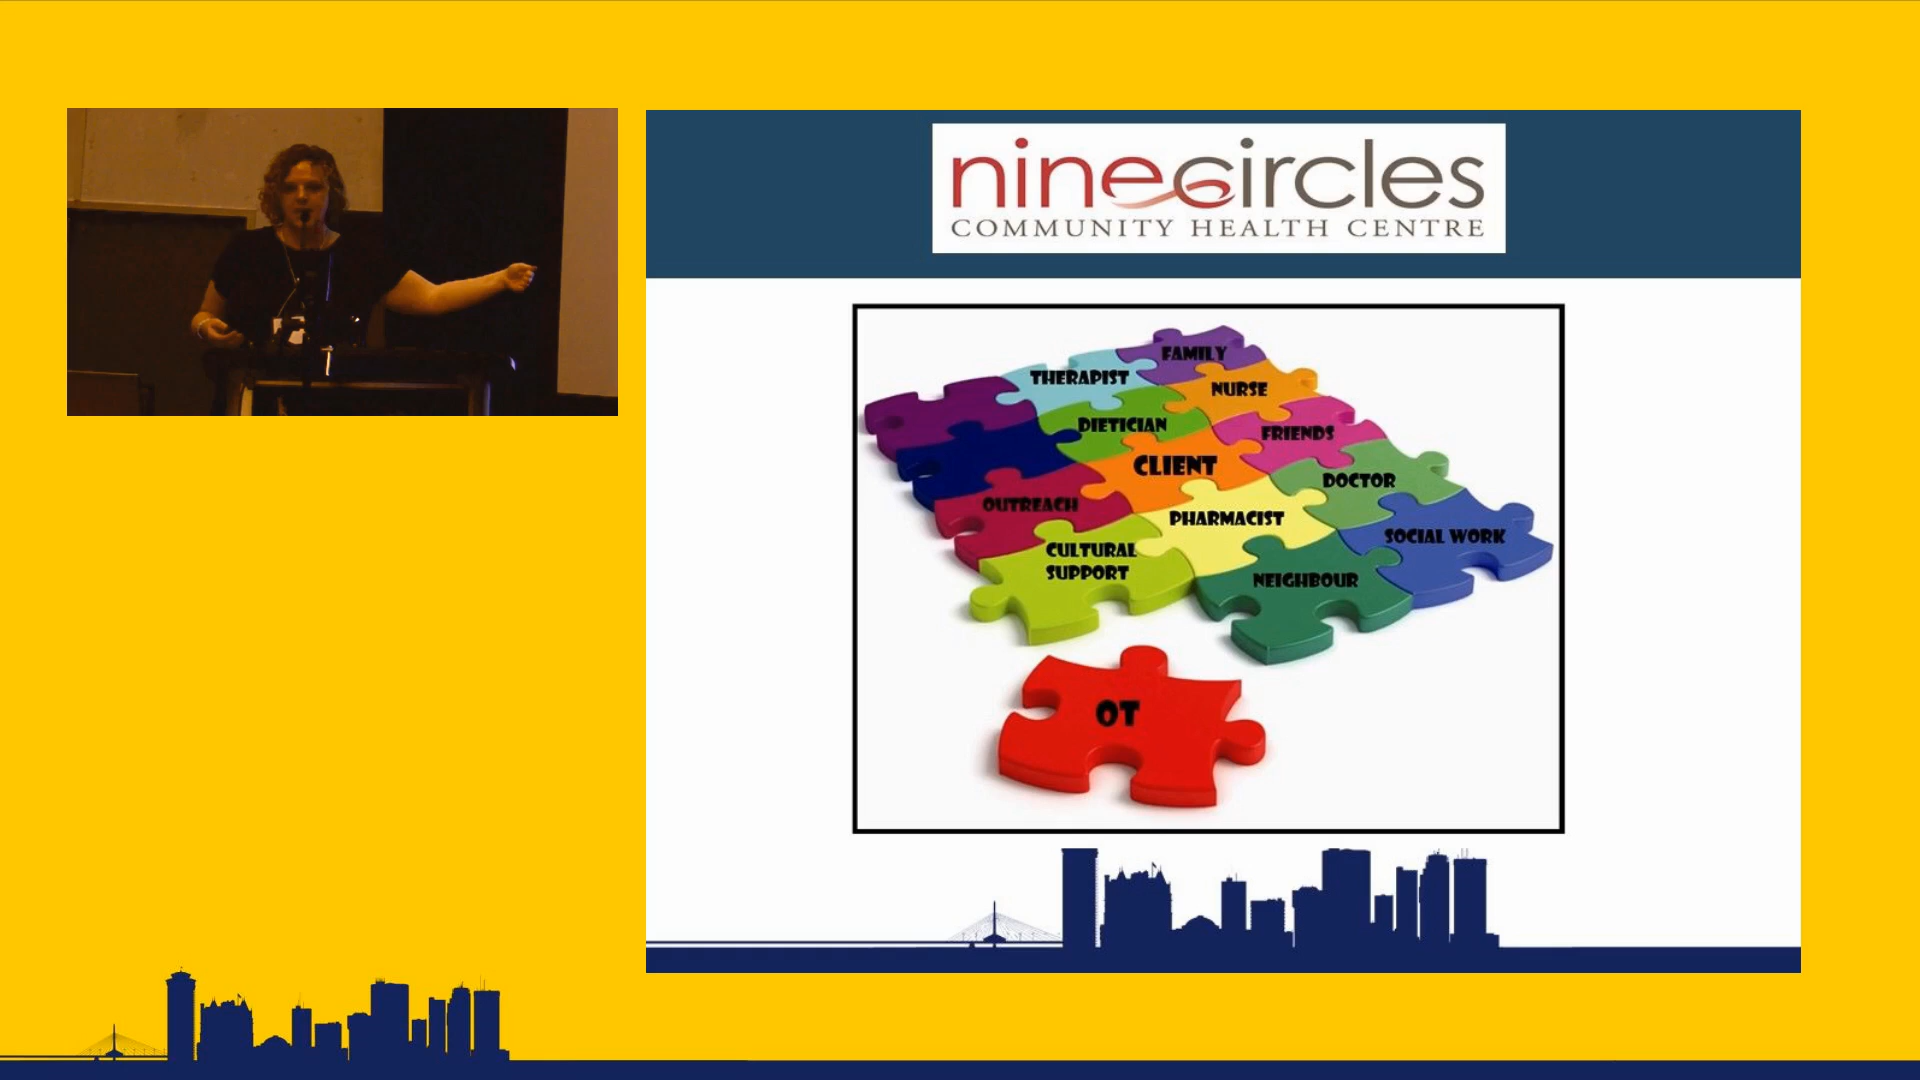 ninecircles
COMMUNITY HEALTH CENTRE
FAMILY
THERAPIST
NURSE
DIETICIAN
FRIENDS
CLIENT
DOCTOR
OUTREACH
PHARMACIST
SOCIAL WORK
CULTURAL
SUPPORT
NEIGHBOUR
OT